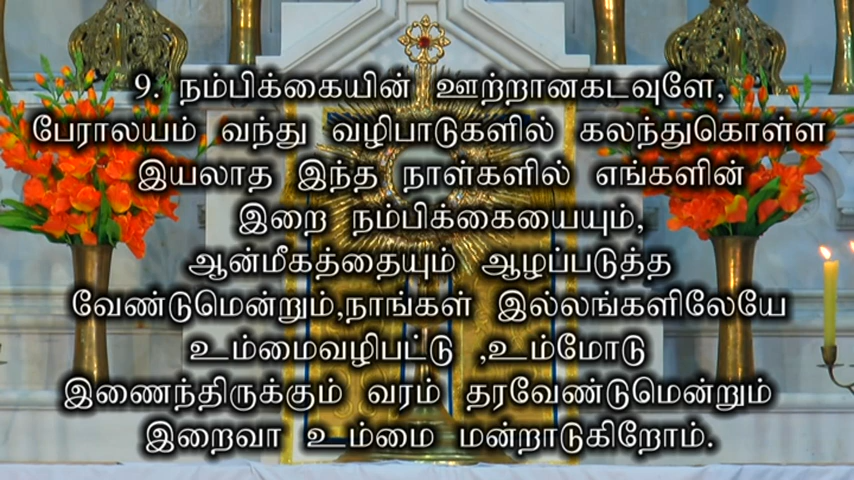 9. நம்பிக்கையின் ஊற்றானகடவுளே,
பேராலயம் வந்து வழிபாடுகளில் கலந்துகொள்ள
இயலாத இந்த நாள்களில் எங்களின்
இறை நம்பிக்கையையும்,
ஆன்மீகத்தையும் ஆழப்படுத்த
வேண்டுமென்றும்,நாங்கள் இல்லங்களிலேயே
உம்மைவழிபட்டு ,உம்மோடு
இணைந்திருக்கும் வரம் தரவேண்டுமென்றும்
இறைவா உம்மை மன்றாடுகிறோம்.